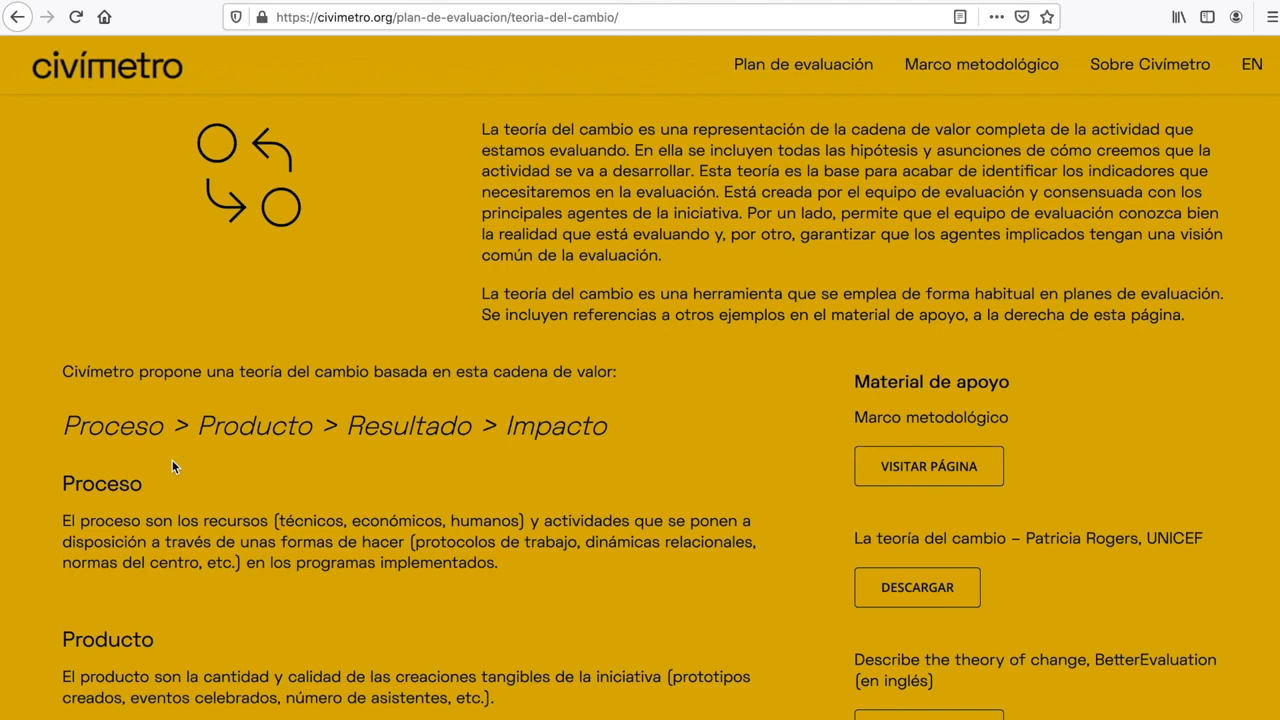 https://civimetro.org/plan-de-evaluacion/teoria-del-cambio/
civímetro
Plan de evaluación
Marco metodológico
Sobre Civímetro
EN
La teoría del cambio es una representación de la cadena de valor completa de la actividad que
estamos evaluando. En ella se incluyen todas las hipótesis y asunciones de cómo creemos que la
actividad se va a desarrollar. Esta teoría es la base para acabar de identificar los indicadores que
necesitaremos en la evaluación. Está creada por el equipo de evaluación y consensuada con los
principales agentes de la iniciativa. Por un lado, permite que el equipo de evaluación conozca bien
la realidad que está evaluando y, por otro, garantizar que los agentes implicados tengan una visión
común de la evaluación.
La teoría del cambio es una herramienta que se emplea de forma habitual en planes de evaluación.
Se incluyen referencias a otros ejemplos en el material de apoyo, a la derecha de esta página.
Civímetro propone una teoría del cambio basada en esta cadena de valor:
Proceso > Producto > Resultado > Impacto
Proceso
El proceso son los recursos (técnicos, económicos, humanos) y actividades que se ponen a
disposición a través de unas formas de hacer (protocolos de trabajo, dinámicas relacionales,
normas del centro, etc.) en los programas implementados.
Producto
El producto son la cantidad y calidad de las creaciones tangibles de la iniciativa (prototipos
creados, eventos celebrados, número de asistentes, etc.).
Material de apoyo
Marco metodológico
VISITAR PÁGINA
La teoría del cambio – Patricia Rogers, UNICEF
DESCARGAR
Describe the theory of change, BetterEvaluation
(en inglés)